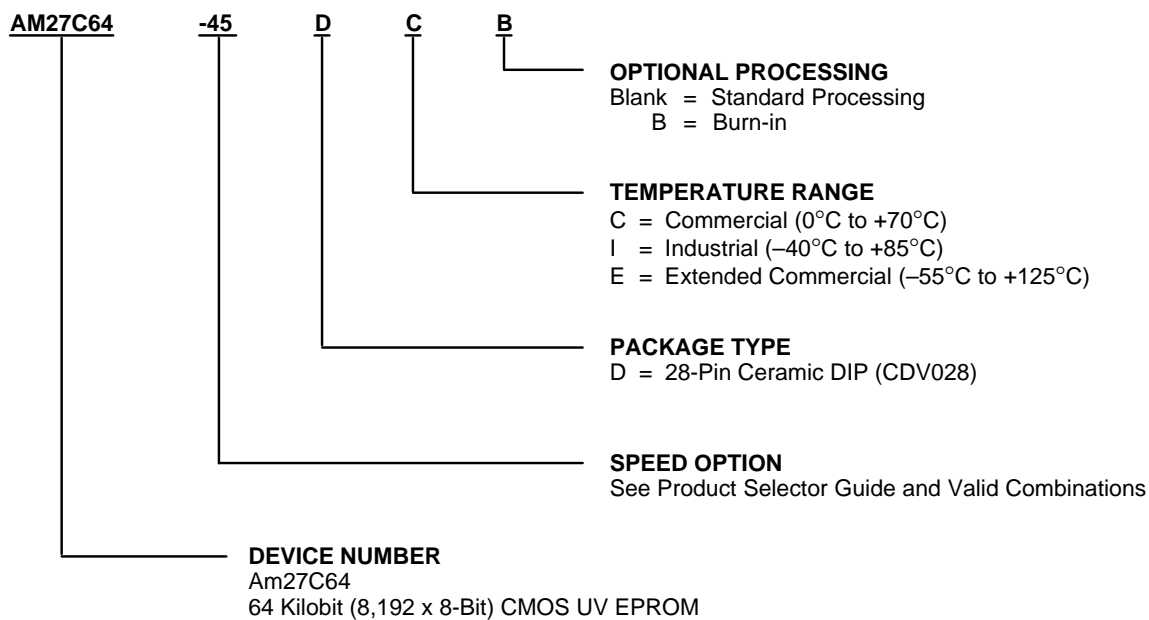 AM27C64 -45 D C B
OPTIONAL PROCESSING
Blank = Standard Processing
B = Burn-in
TEMPERATURE RANGE
C = Commercial (0°C to +70°C)
I = Industrial (–40°C to +85°C)
E = Extended Commercial (–55°C to +125°C)
PACKAGE TYPE
D = 28-Pin Ceramic DIP (CDV028)
SPEED OPTION
See Product Selector Guide and Valid Combinations
DEVICE NUMBER
Am27C64
64 Kilobit (8,192 x 8-Bit) CMOS UV EPROM